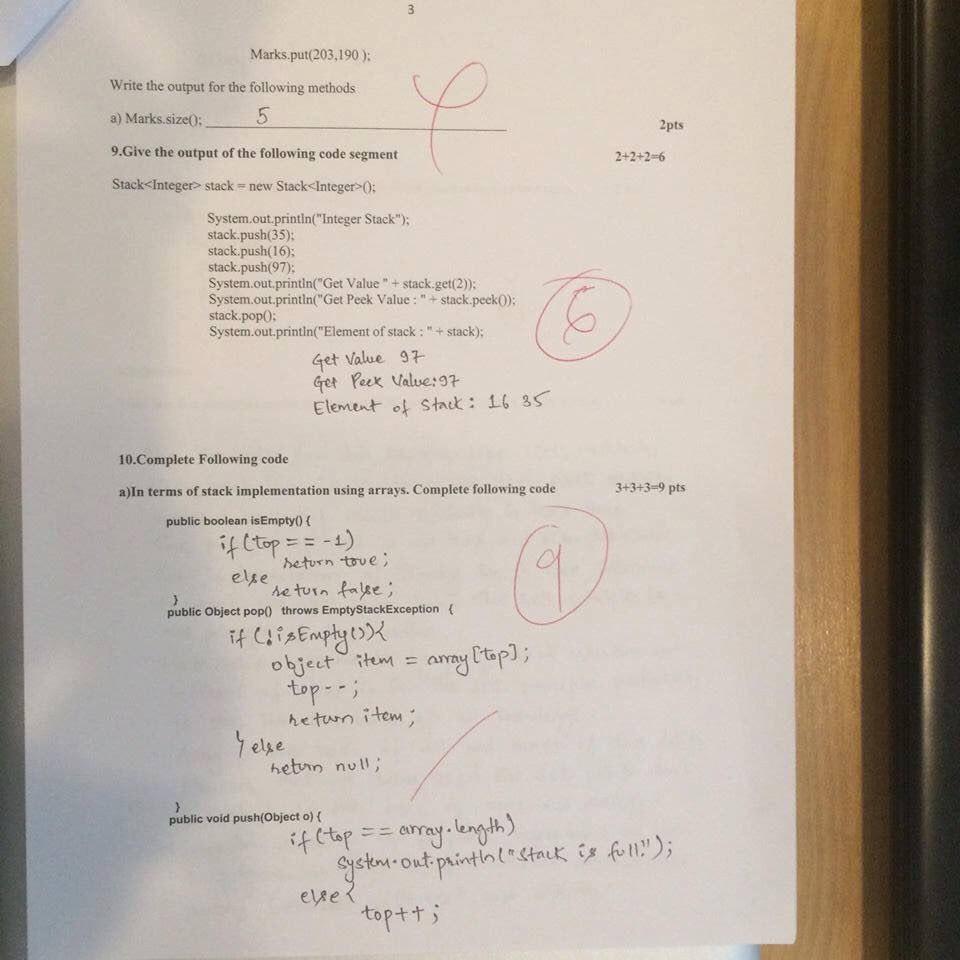 3
Marks.put(203,190 );
Write the output for the following methods
a) Marks.size(); 5
2pts
9.Give the output of the following code segment 2+2+2=6
Stack<Integer> stack = new Stack<Integer>();
System.out.println("Integer Stack");
stack.push(35);
stack.push(16);
stack.push(97);
System.out.println("Get Value " + stack.get(2));
System.out.println("Get Peek Value : " + stack.peek());
stack.pop();
System.out.println("Element of stack : " + stack);
6
Get Value 97
Get Peek Value:97
Element of Stack: 16 35
10.Complete Following code
a)In terms of stack implementation using arrays. Complete following code 3+3+3=9 pts
public boolean isEmpty() {
if(top == -1)
return true;
else
return false;
}
9
public Object pop() throws EmptyStackException {
if (!isEmpty()){
object item = array[top];
top--;
return item;
} else
return null;
}
public void push(Object o) {
if(top == array.length)
system.out.println("Stack is full!");
else{
top++;